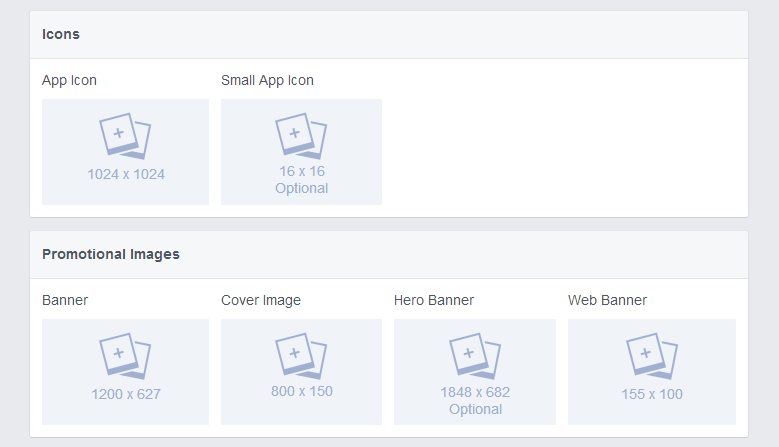 Icons
App Icon
Small App Icon
1024 x 1024
16 x 16
Optional
Promotional Images
Banner
Cover Image
Hero Banner
Web Banner
1200 x 627
800 x 150
1848 x 682
Optional
155 x 100